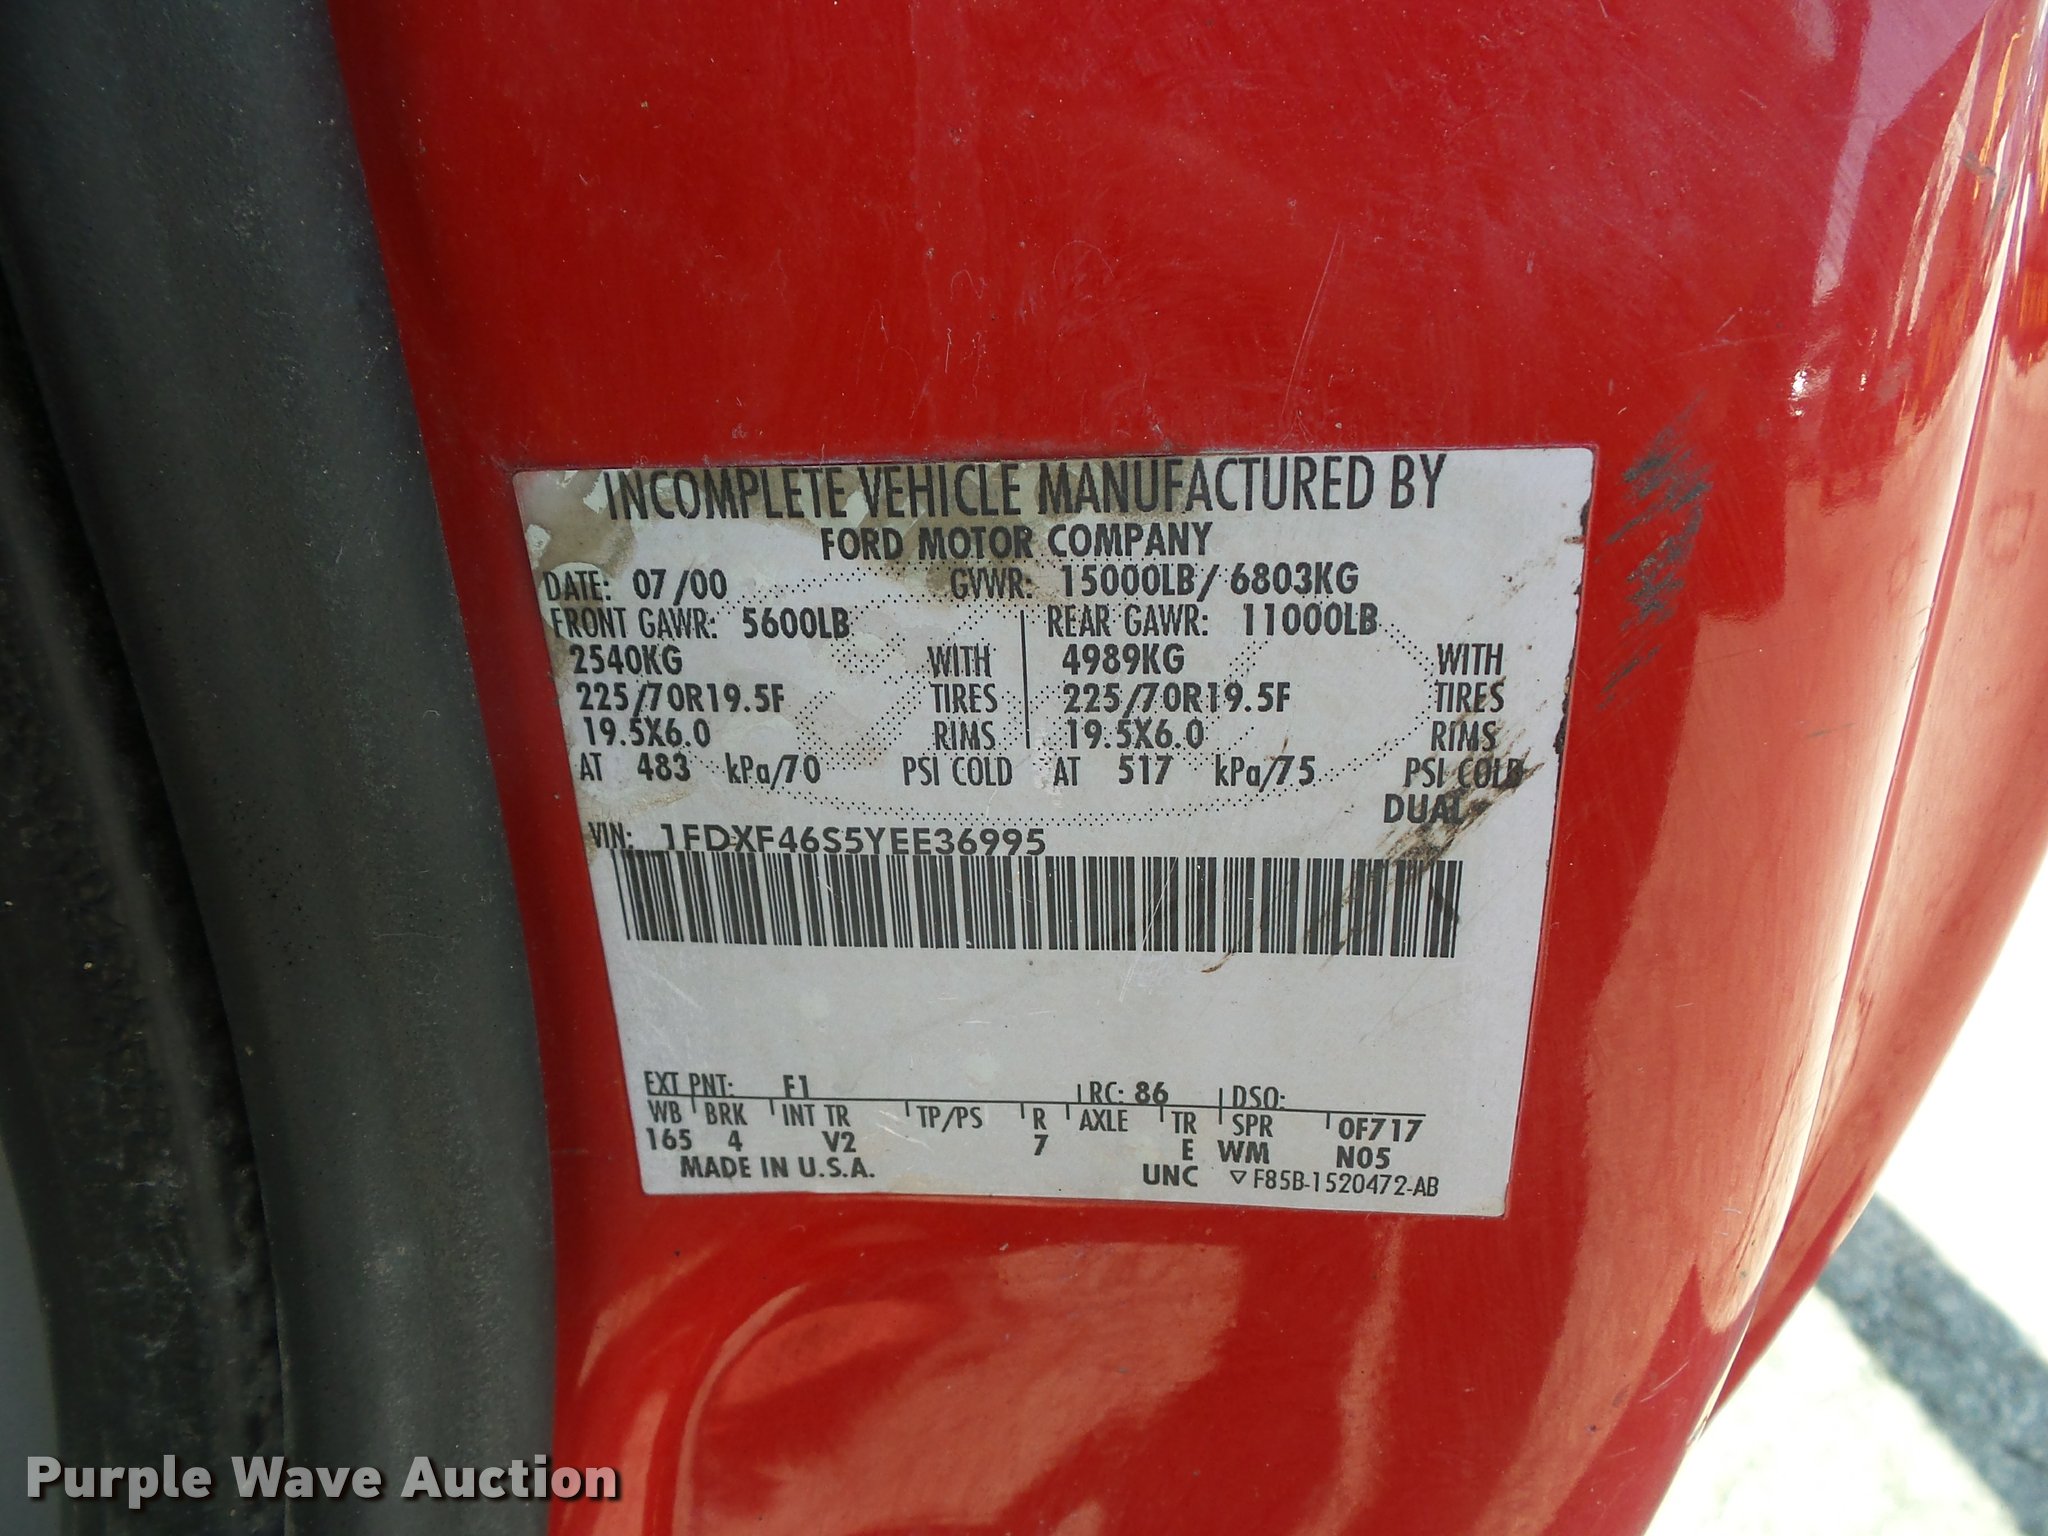 INCOMPLETE VEHICLE MANUFACTURED BY
FORD MOTOR COMPANY
DATE: 07/00 GVWR: 15000LB/ 6803KG
FRONT GAWR: 5600LB REAR GAWR: 11000LB
2540KG WITH 4989KG WITH
225/70R19.5F TIRES 225/70R19.5F TIRES
19.5X6.0 RIMS 19.5X6.0 RIMS
AT 483 kPa/70 PSI COLD AT 517 kPa/75 PSI COLD
DUAL
VIN: 1FDXF46S5YEE36995
EXT PNT: F1 RC: 86 DSO:
WB BRK INT TR TP/PS R AXLE TR SPR 0F717
165 4 V2 7 E WM N05
MADE IN U.S.A. UNC ▽ F85B-1520472-AB
Purple Wave Auction